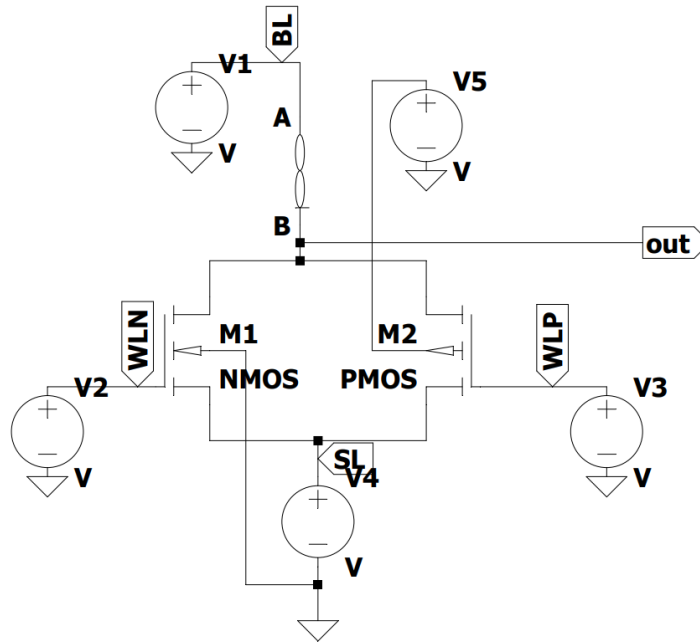 BL
V1
V5
A
V
V
B
out
WLN
M1
M2
WLP
V2
NMOS
PMOS
V3
SL
V4
V
V
V
+
−
+
−
+
−
+
−
+
−